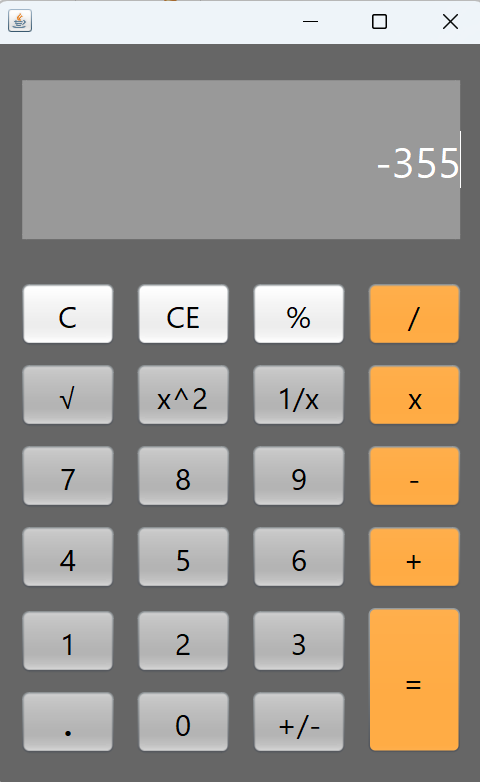 -355
C CE % /
√ x^2 1/x x
7 8 9 -
4 5 6 +
1 2 3
=
. 0 +/-